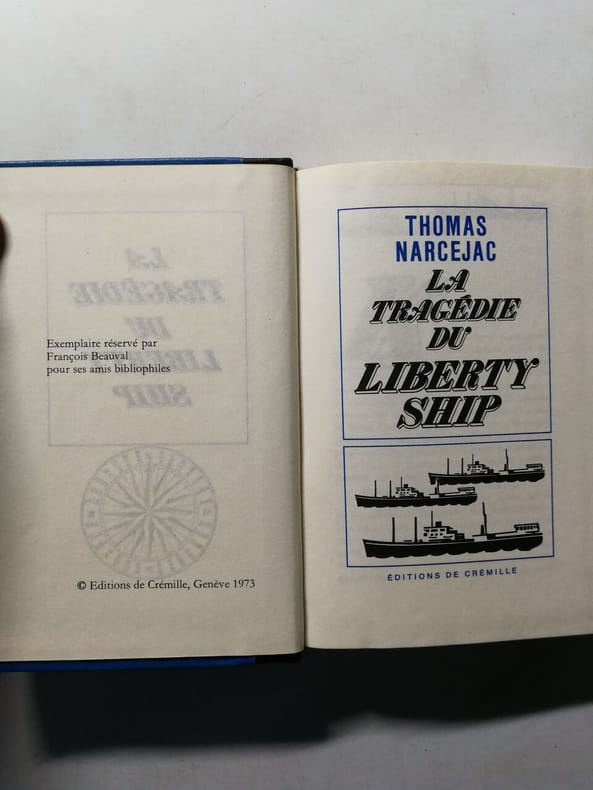 Exemplaire réservé par
François Beauval
pour ses amis bibliophiles
© Editions de Crémille, Genève 1973
THOMAS
NARCEJAC
LA
TRAGÉDIE
DU
LIBERTY
SHIP
ÉDITIONS DE CRÉMILLE